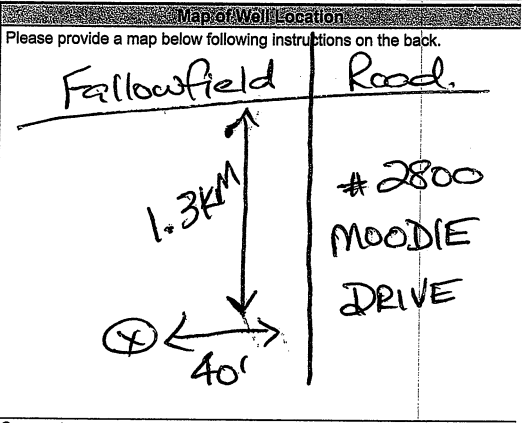 Map of Well Location
Please provide a map below following instructions on the back.
Fallowfield Road.
1.3KM
#2800
MOODIE
DRIVE
X
40'